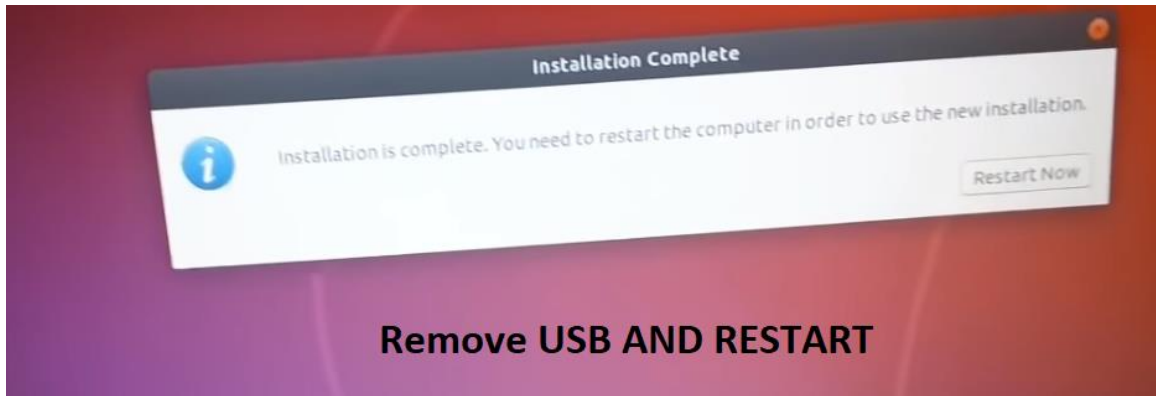 Installation Complete
Installation is complete. You need to restart the computer in order to use the new installation.
Restart Now
Remove USB AND RESTART